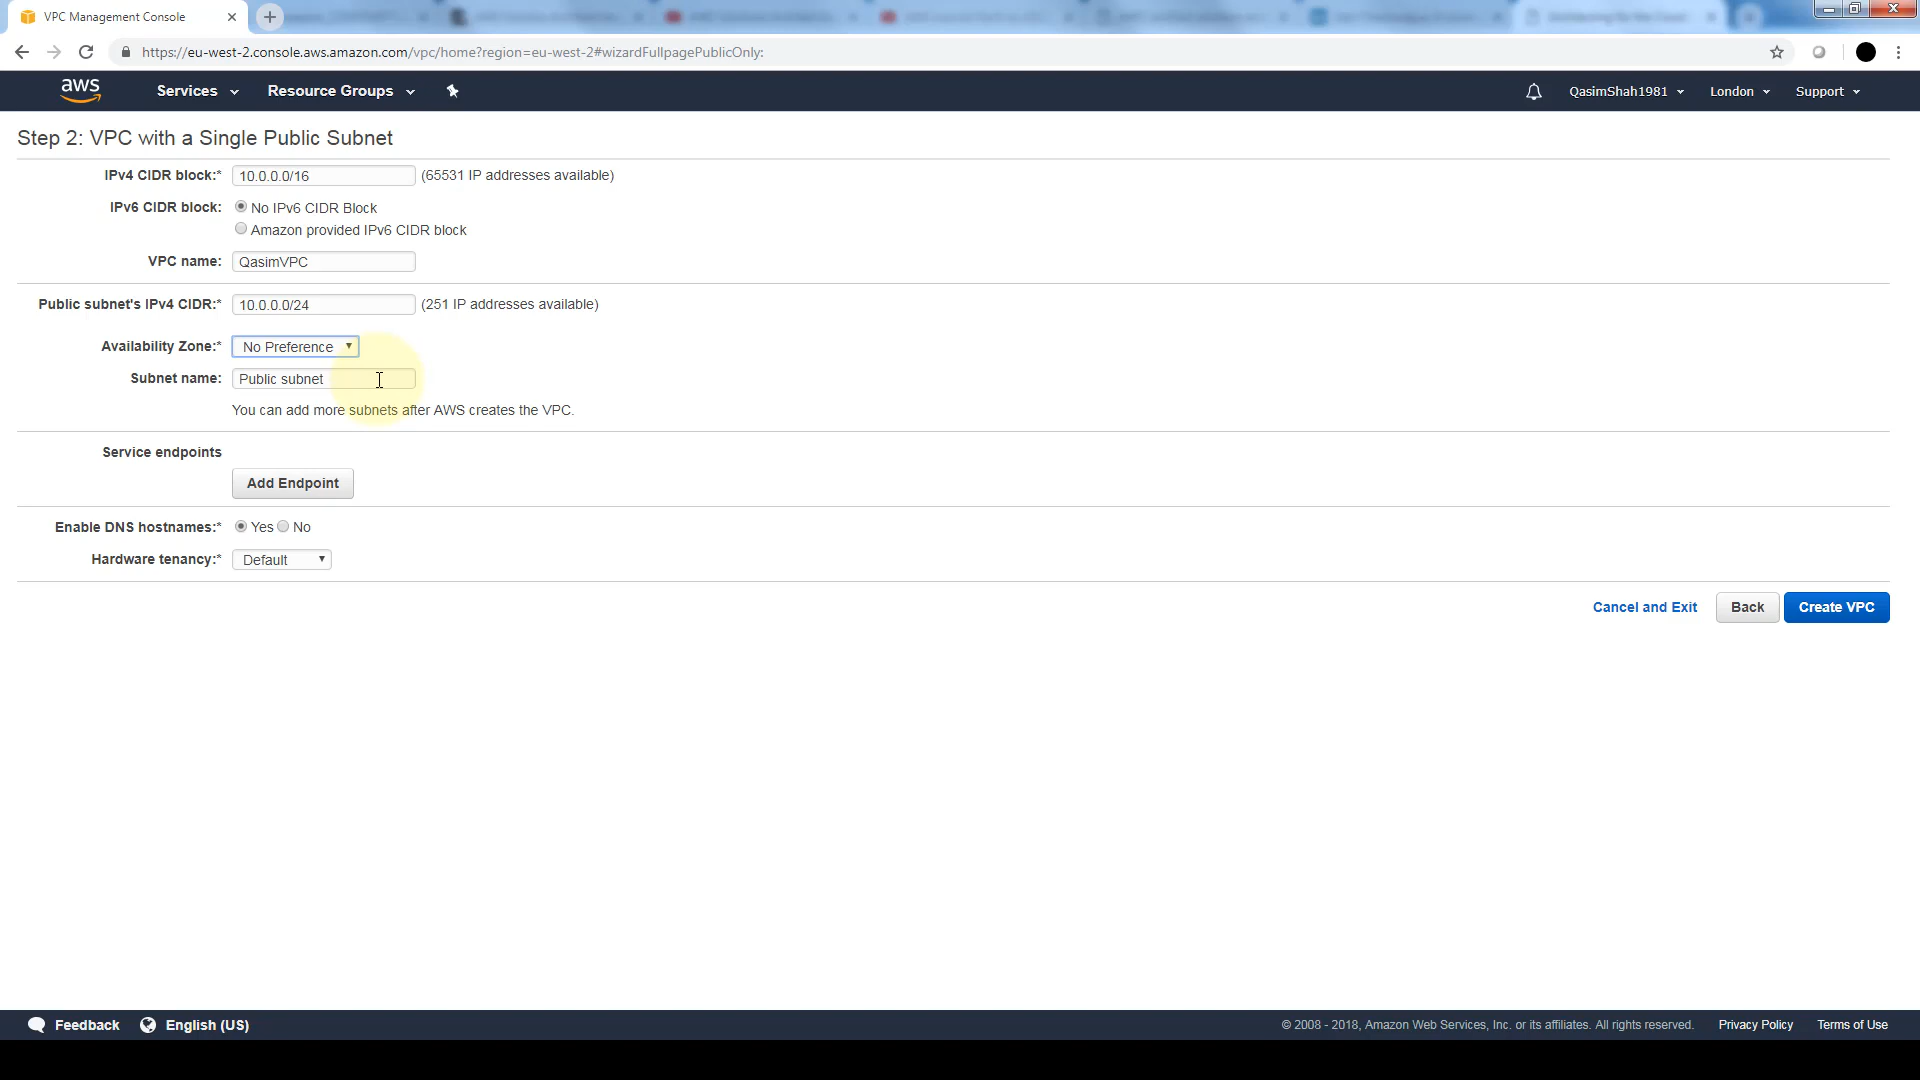 VPC Management Console
https://eu-west-2.console.aws.amazon.com/vpc/home?region=eu-west-2#wizardFullpagePublicOnly:
aws Services Resource Groups QasimShah1981 London Support
Step 2: VPC with a Single Public Subnet
IPv4 CIDR block:* 10.0.0.0/16 (65531 IP addresses available)
IPv6 CIDR block: No IPv6 CIDR Block
Amazon provided IPv6 CIDR block
VPC name: QasimVPC
Public subnet's IPv4 CIDR:* 10.0.0.0/24 (251 IP addresses available)
Availability Zone:* No Preference
Subnet name: Public subnet
You can add more subnets after AWS creates the VPC.
Service endpoints
Add Endpoint
Enable DNS hostnames:* Yes No
Hardware tenancy:* Default
Cancel and Exit Back Create VPC
Feedback English (US) © 2008 - 2018, Amazon Web Services, Inc. or its affiliates. All rights reserved. Privacy Policy Terms of Use